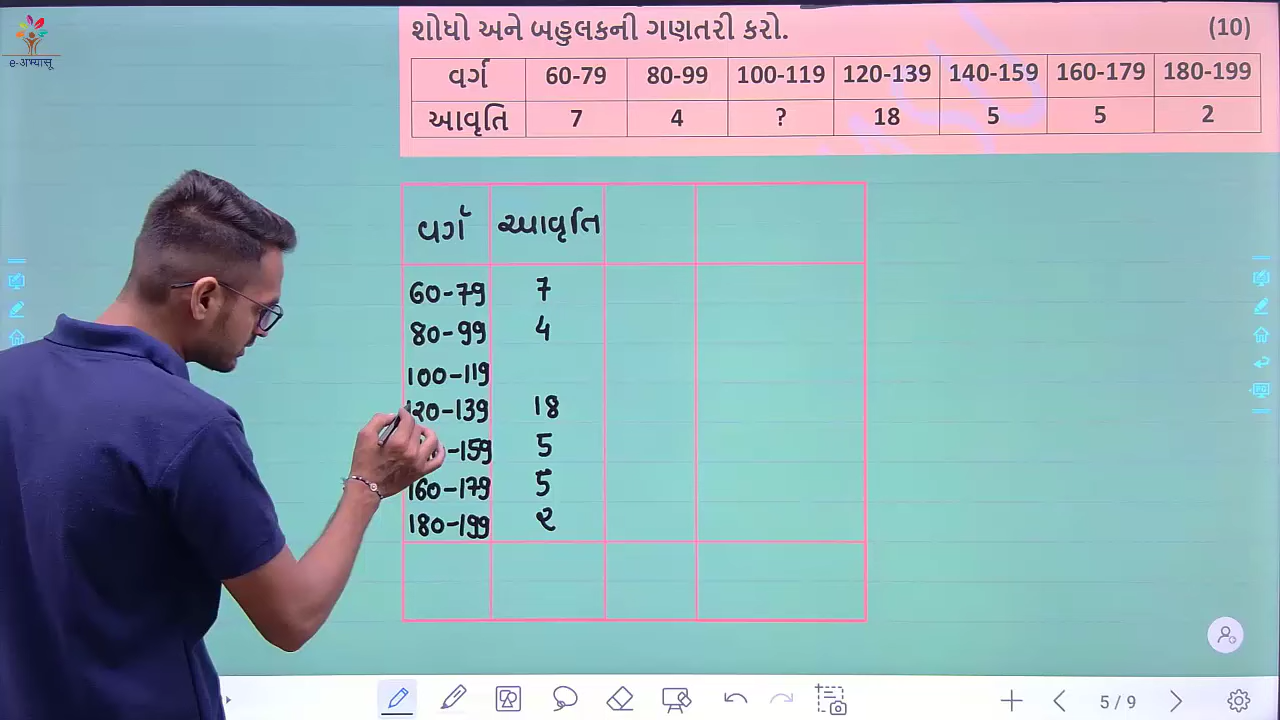 e-अभ्यासू
શોધો અને બહુલકની ગણતરી કરો. (10)
વર્ગ 60-79 80-99 100-119 120-139 140-159 160-179 180-199
આવૃતિ 7 4 ? 18 5 5 2
વર્ગ આવૃતિ
60-79 7
80-99 4
100-119
120-139 18
-159 5
160-179 5
180-199 2
5 / 9